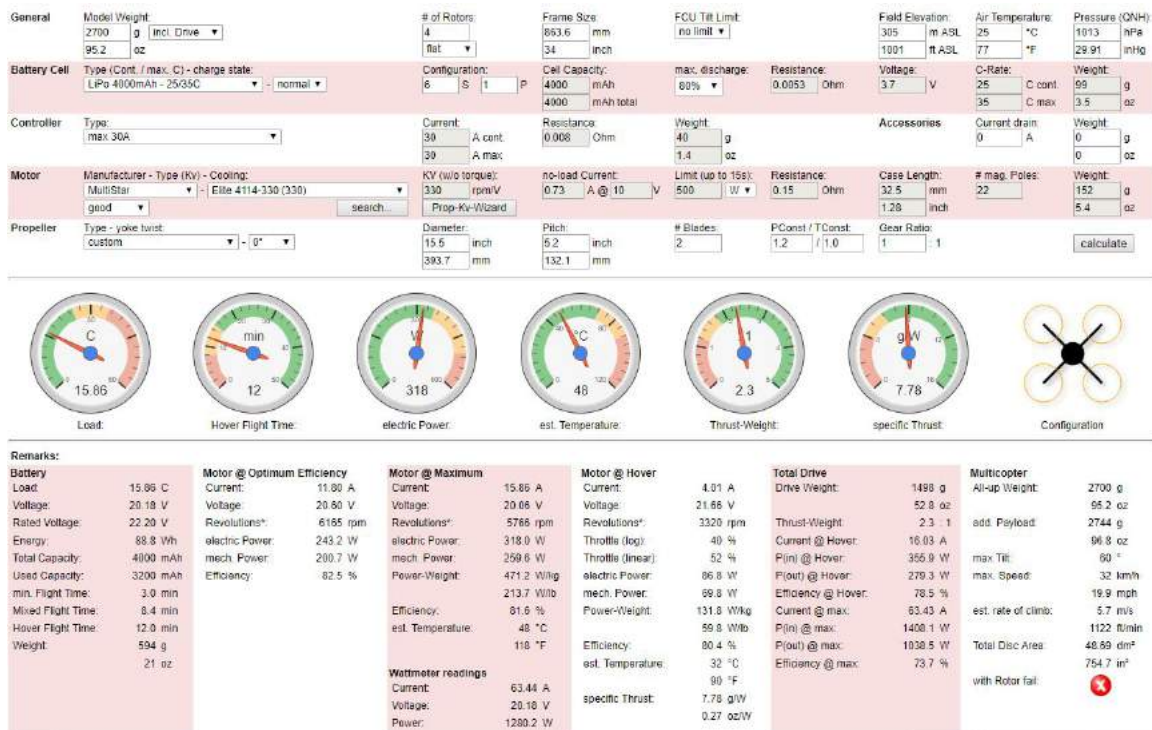 General Model Weight: # of Rotors: Frame Size: FCU Tilt Limit: Field Elevation: Air Temperature: Pressure (QNH):
2700 g incl. Drive 4 863.6 mm no limit 305 m ASL 25 °C 1013 hPa
95.2 oz flat 34 inch 1001 ft ASL 77 °F 29.91 inHg
Battery Cell Type (Cont. / max. C) - charge state: Configuration: Cell Capacity: max. discharge: Resistance: Voltage: C-Rate: Weight:
LiPo 4000mAh - 25/35C - normal 6 S 1 P 4000 mAh 80% 0.0053 Ohm 3.7 V 25 C cont. 99 g
4000 mAh total 35 C max 3.5 oz
Controller Type: Current: Resistance: Weight: Accessories Current drain: Weight:
max 30A 30 A cont. 0.008 Ohm 40 g 0 A 0 g
30 A max 1.4 oz 0 oz
Motor Manufacturer - Type (Kv) - Cooling: KV (w/o torque): no-load Current: Limit (up to 15s): Resistance: Case Length: # mag. Poles: Weight:
MultiStar - Elite 4114-330 (330) 330 rpm/V 0.73 A @ 10 V 500 W 0.15 Ohm 32.5 mm 22 152 g
good search... Prop-Kv-Wizard 1.28 inch 5.4 oz
Propeller Type - yoke twist: Diameter: Pitch: # Blades: PConst / TConst: Gear Ratio:
custom - 0° 15.5 inch 5.2 inch 2 1.2 / 1.0 1 : 1 calculate
393.7 mm 132.1 mm
C min W °C : 1 g/W
15.86 12 318 48 2.3 7.78
Load: Hover Flight Time: electric Power: est. Temperature: Thrust-Weight: specific Thrust: Configuration
Remarks:
Battery
Load: 15.86 C
Voltage: 20.18 V
Rated Voltage: 22.20 V
Energy: 88.8 Wh
Total Capacity: 4000 mAh
Used Capacity: 3200 mAh
min. Flight Time: 3.0 min
Mixed Flight Time: 8.4 min
Hover Flight Time: 12.0 min
Weight: 594 g
21 oz
Motor @ Optimum Efficiency
Current: 11.80 A
Voltage: 20.60 V
Revolutions*: 6165 rpm
electric Power: 243.2 W
mech. Power: 200.7 W
Efficiency: 82.5 %
Motor @ Maximum
Current: 15.86 A
Voltage: 20.06 V
Revolutions*: 5766 rpm
electric Power: 318.0 W
mech. Power: 259.6 W
Power-Weight: 471.2 W/kg
213.7 W/lb
Efficiency: 81.6 %
est. Temperature: 48 °C
118 °F
Wattmeter readings
Current: 63.44 A
Voltage: 20.18 V
Power: 1280.2 W
Motor @ Hover
Current: 4.01 A
Voltage: 21.66 V
Revolutions*: 3320 rpm
Throttle (log): 40 %
Throttle (linear): 52 %
electric Power: 86.8 W
mech. Power: 69.8 W
Power-Weight: 131.8 W/kg
59.8 W/lb
Efficiency: 80.4 %
est. Temperature: 32 °C
90 °F
specific Thrust: 7.78 g/W
0.27 oz/W
Total Drive
Drive Weight: 1498 g
52.8 oz
Thrust-Weight: 2.3 : 1
Current @ Hover: 16.03 A
P(in) @ Hover: 355.9 W
P(out) @ Hover: 279.3 W
Efficiency @ Hover: 78.5 %
Current @ max: 63.43 A
P(in) @ max: 1408.1 W
P(out) @ max: 1038.5 W
Efficiency @ max: 73.7 %
Multicopter
All-up Weight: 2700 g
95.2 oz
add. Payload: 2744 g
96.8 oz
max Tilt: 60 °
max. Speed: 32 km/h
19.9 mph
est. rate of climb: 5.7 m/s
1122 ft/min
Total Disc Area: 48.69 dm²
754.7 in²
with Rotor fail: